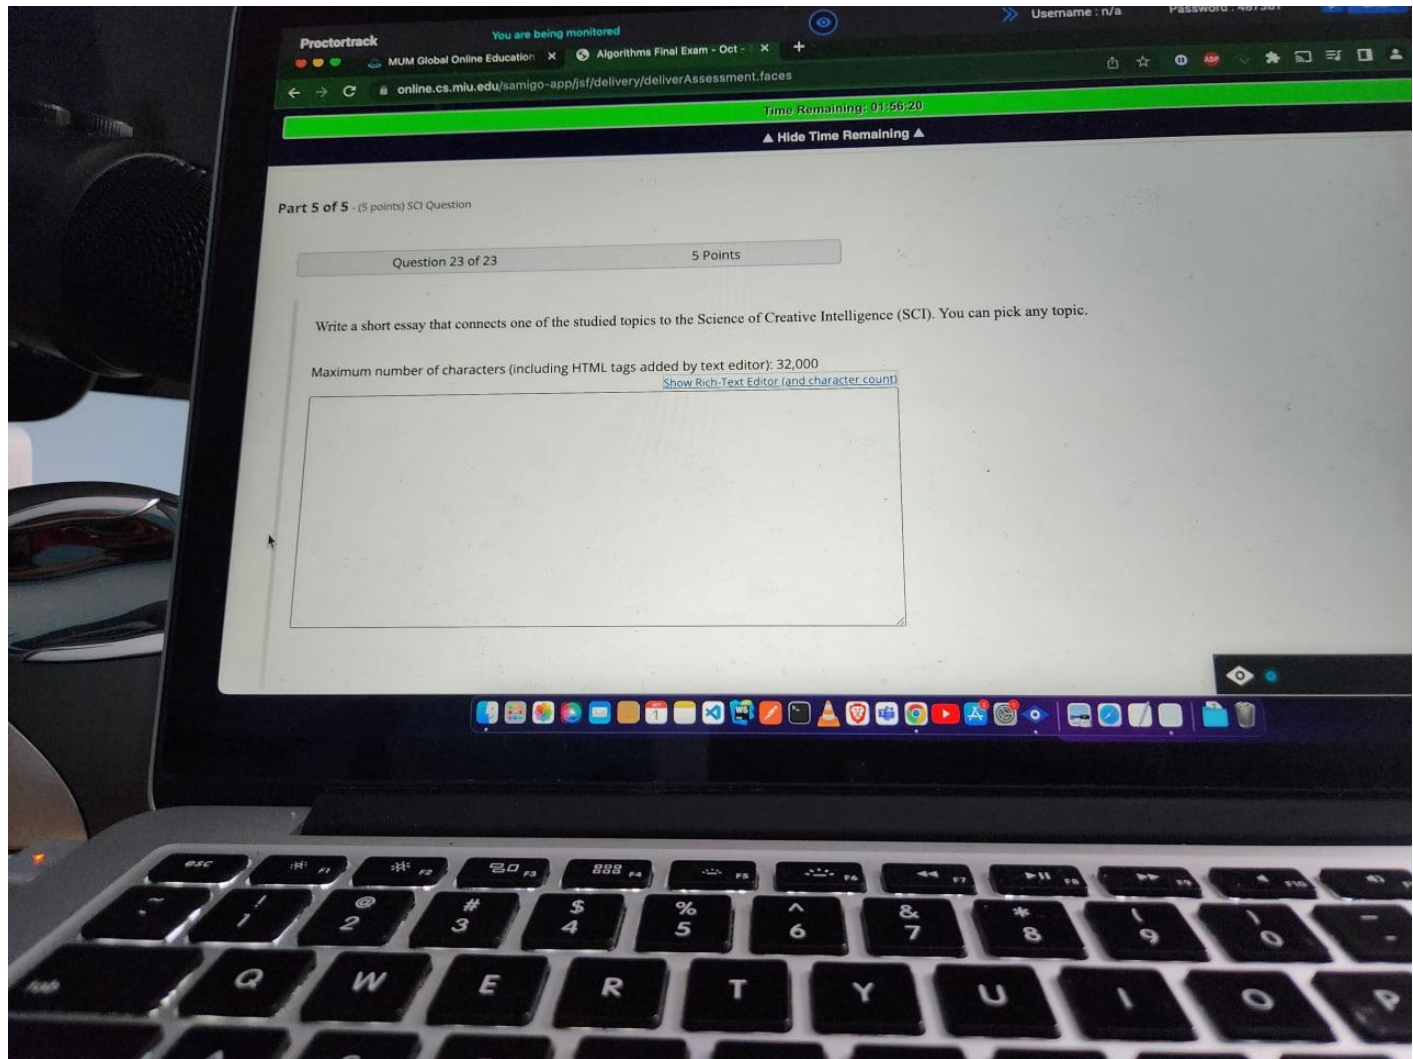 Username : n/a
Proctortrack
You are being monitored
MUM Global Online Education
Algorithms Final Exam - Oct -
online.cs.miu.edu/samigo-app/jsf/delivery/deliverAssessment.faces
ABP
Time Remaining: 01:56:20
▲ Hide Time Remaining ▲
Part 5 of 5 - (5 points) SCI Question
Question 23 of 23 5 Points
Write a short essay that connects one of the studied topics to the Science of Creative Intelligence (SCI). You can pick any topic.
Maximum number of characters (including HTML tags added by text editor): 32,000
Show Rich-Text Editor (and character count)
1
WS
esc F1 F2 F3 F4 F5 F6 F7 F8 F9 F10
~ ! @ # $ % ^ & * ( ) -
1 2 3 4 5 6 7 8 9 0
tab Q W E R T Y U I O P